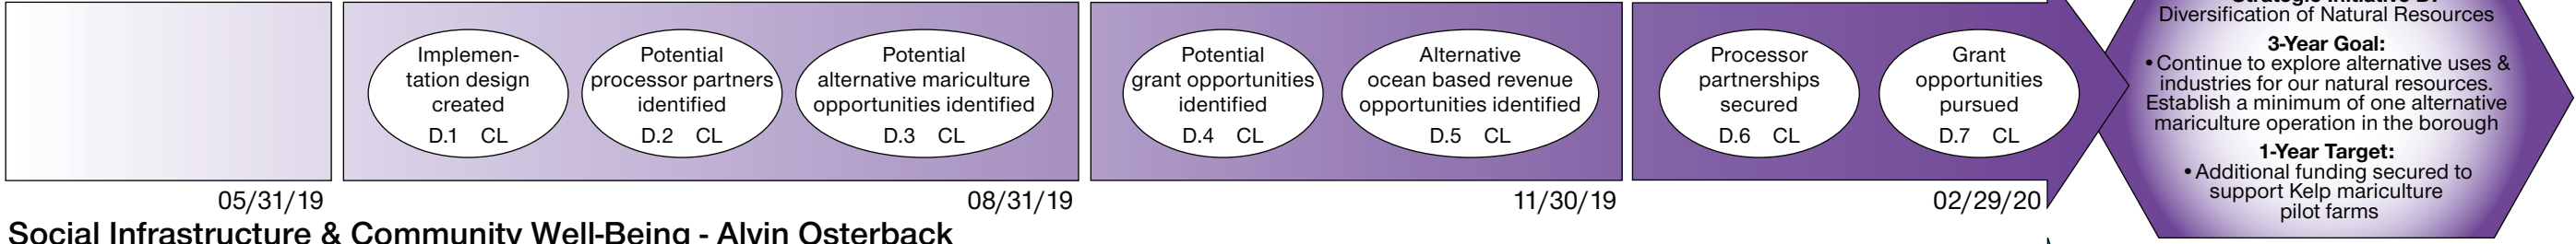 Implemen-
tation design
created
D.1 CL
Potential
processor partners
identified
D.2 CL
Potential
alternative mariculture
opportunities identified
D.3 CL
Potential
grant opportunities
identified
D.4 CL
Alternative
ocean based revenue
opportunities identified
D.5 CL
Processor
partnerships
secured
D.6 CL
Grant
opportunities
pursued
D.7 CL
Strategic Initiative D:
Diversification of Natural Resources
3-Year Goal:
• Continue to explore alternative uses &
industries for our natural resources.
Establish a minimum of one alternative
mariculture operation in the borough
1-Year Target:
• Additional funding secured to
support Kelp mariculture
pilot farms
05/31/19
08/31/19
11/30/19
02/29/20
Social Infrastructure & Community Well-Being - Alvin Osterback